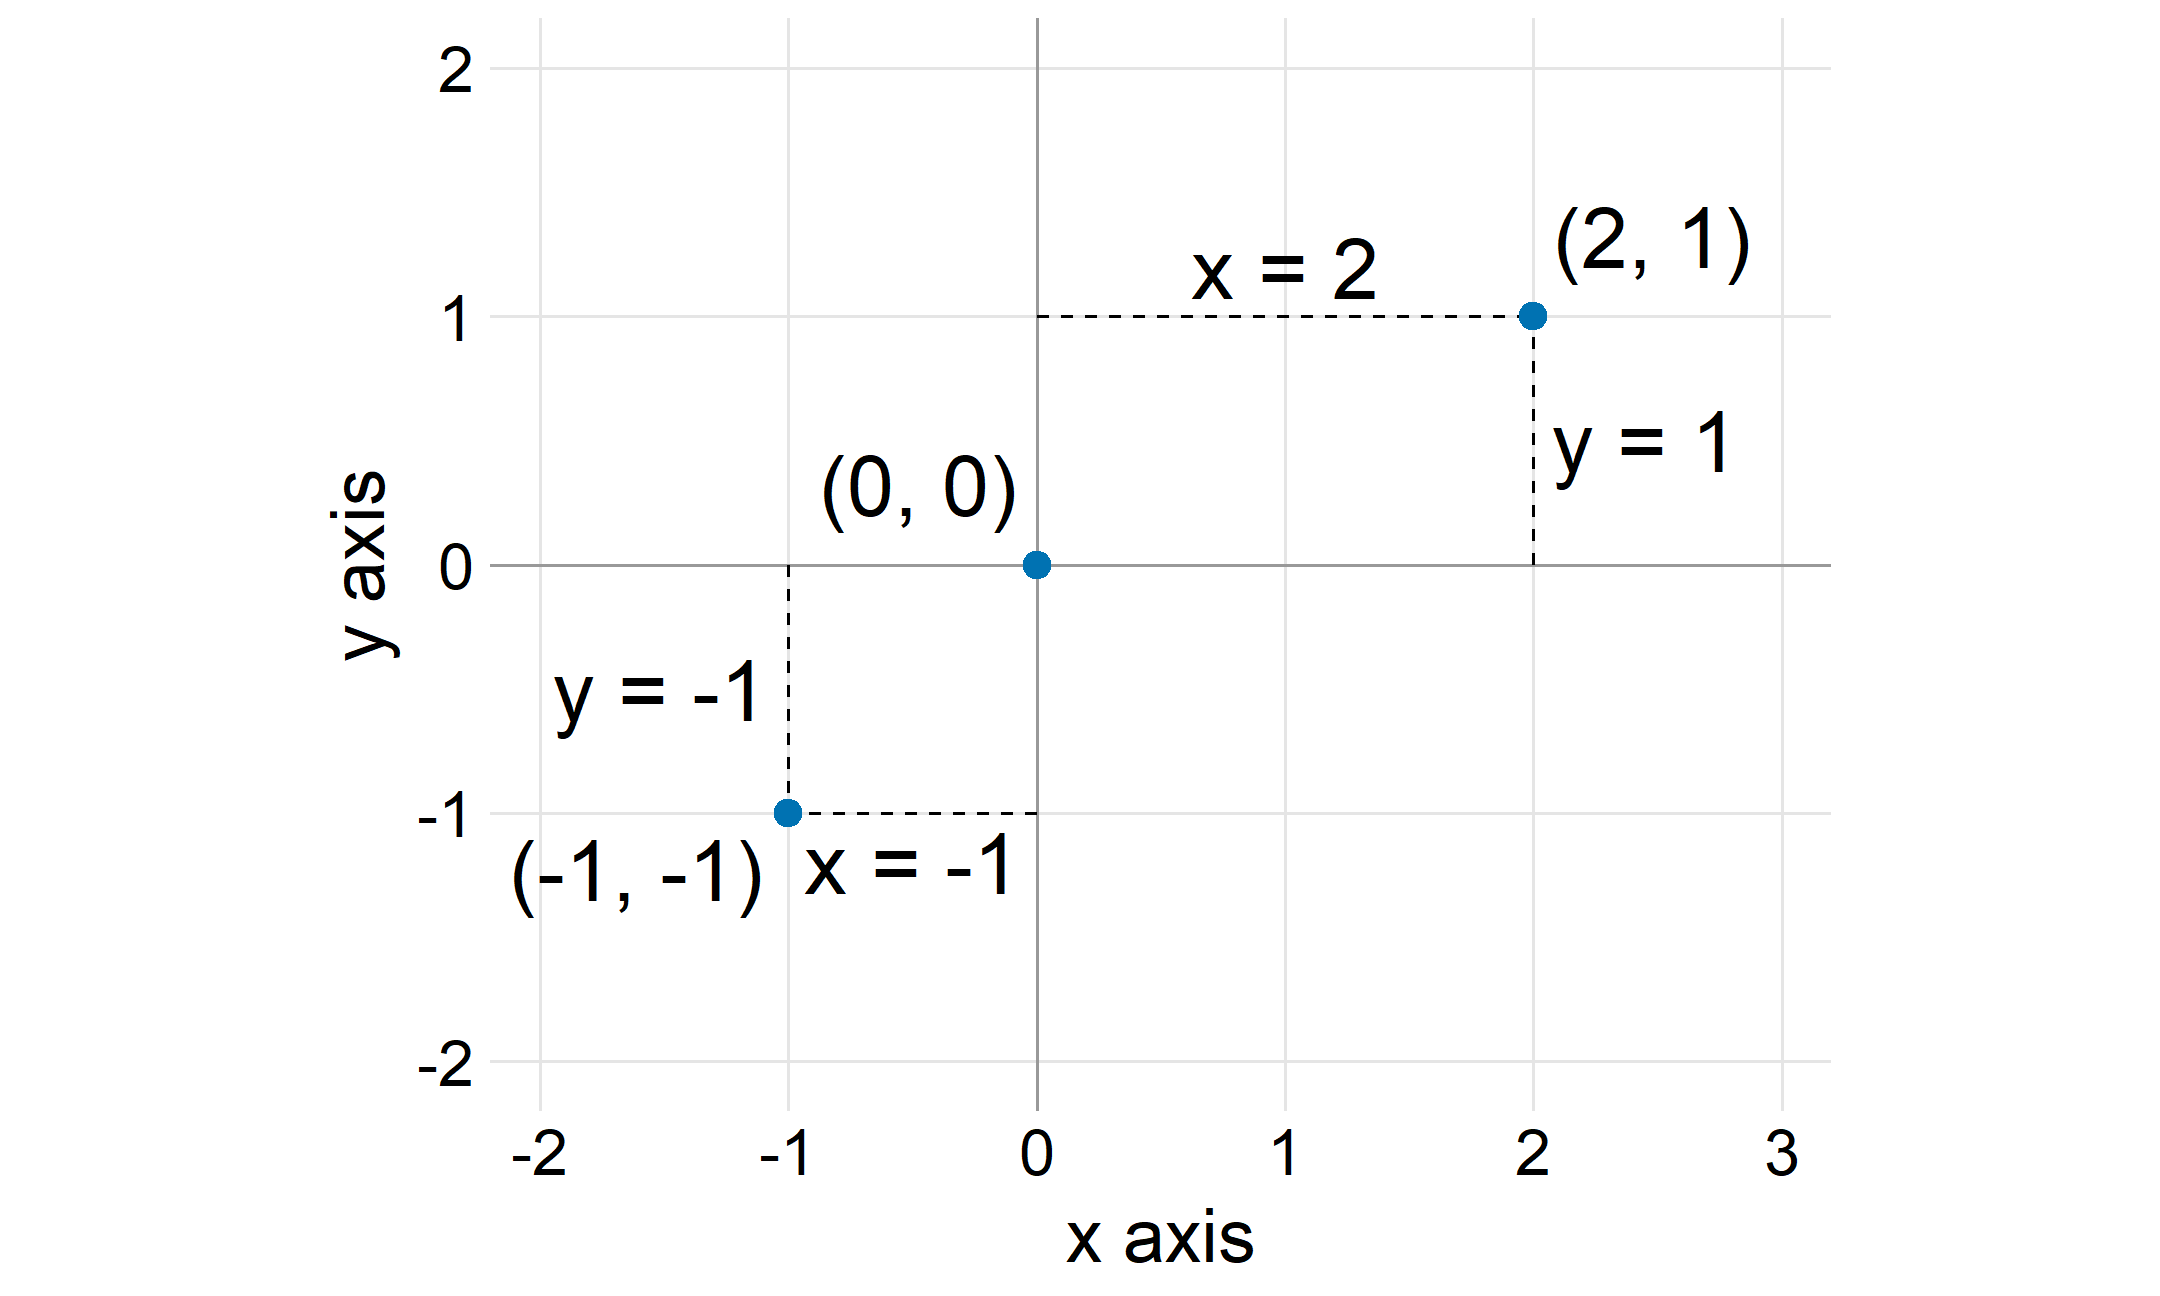 2
(2, 1)
x = 2
1
y = 1
(0, 0)
y axis
0
y = -1
-1
(-1, -1)
x = -1
-2
-2 -1 0 1 2 3
x axis